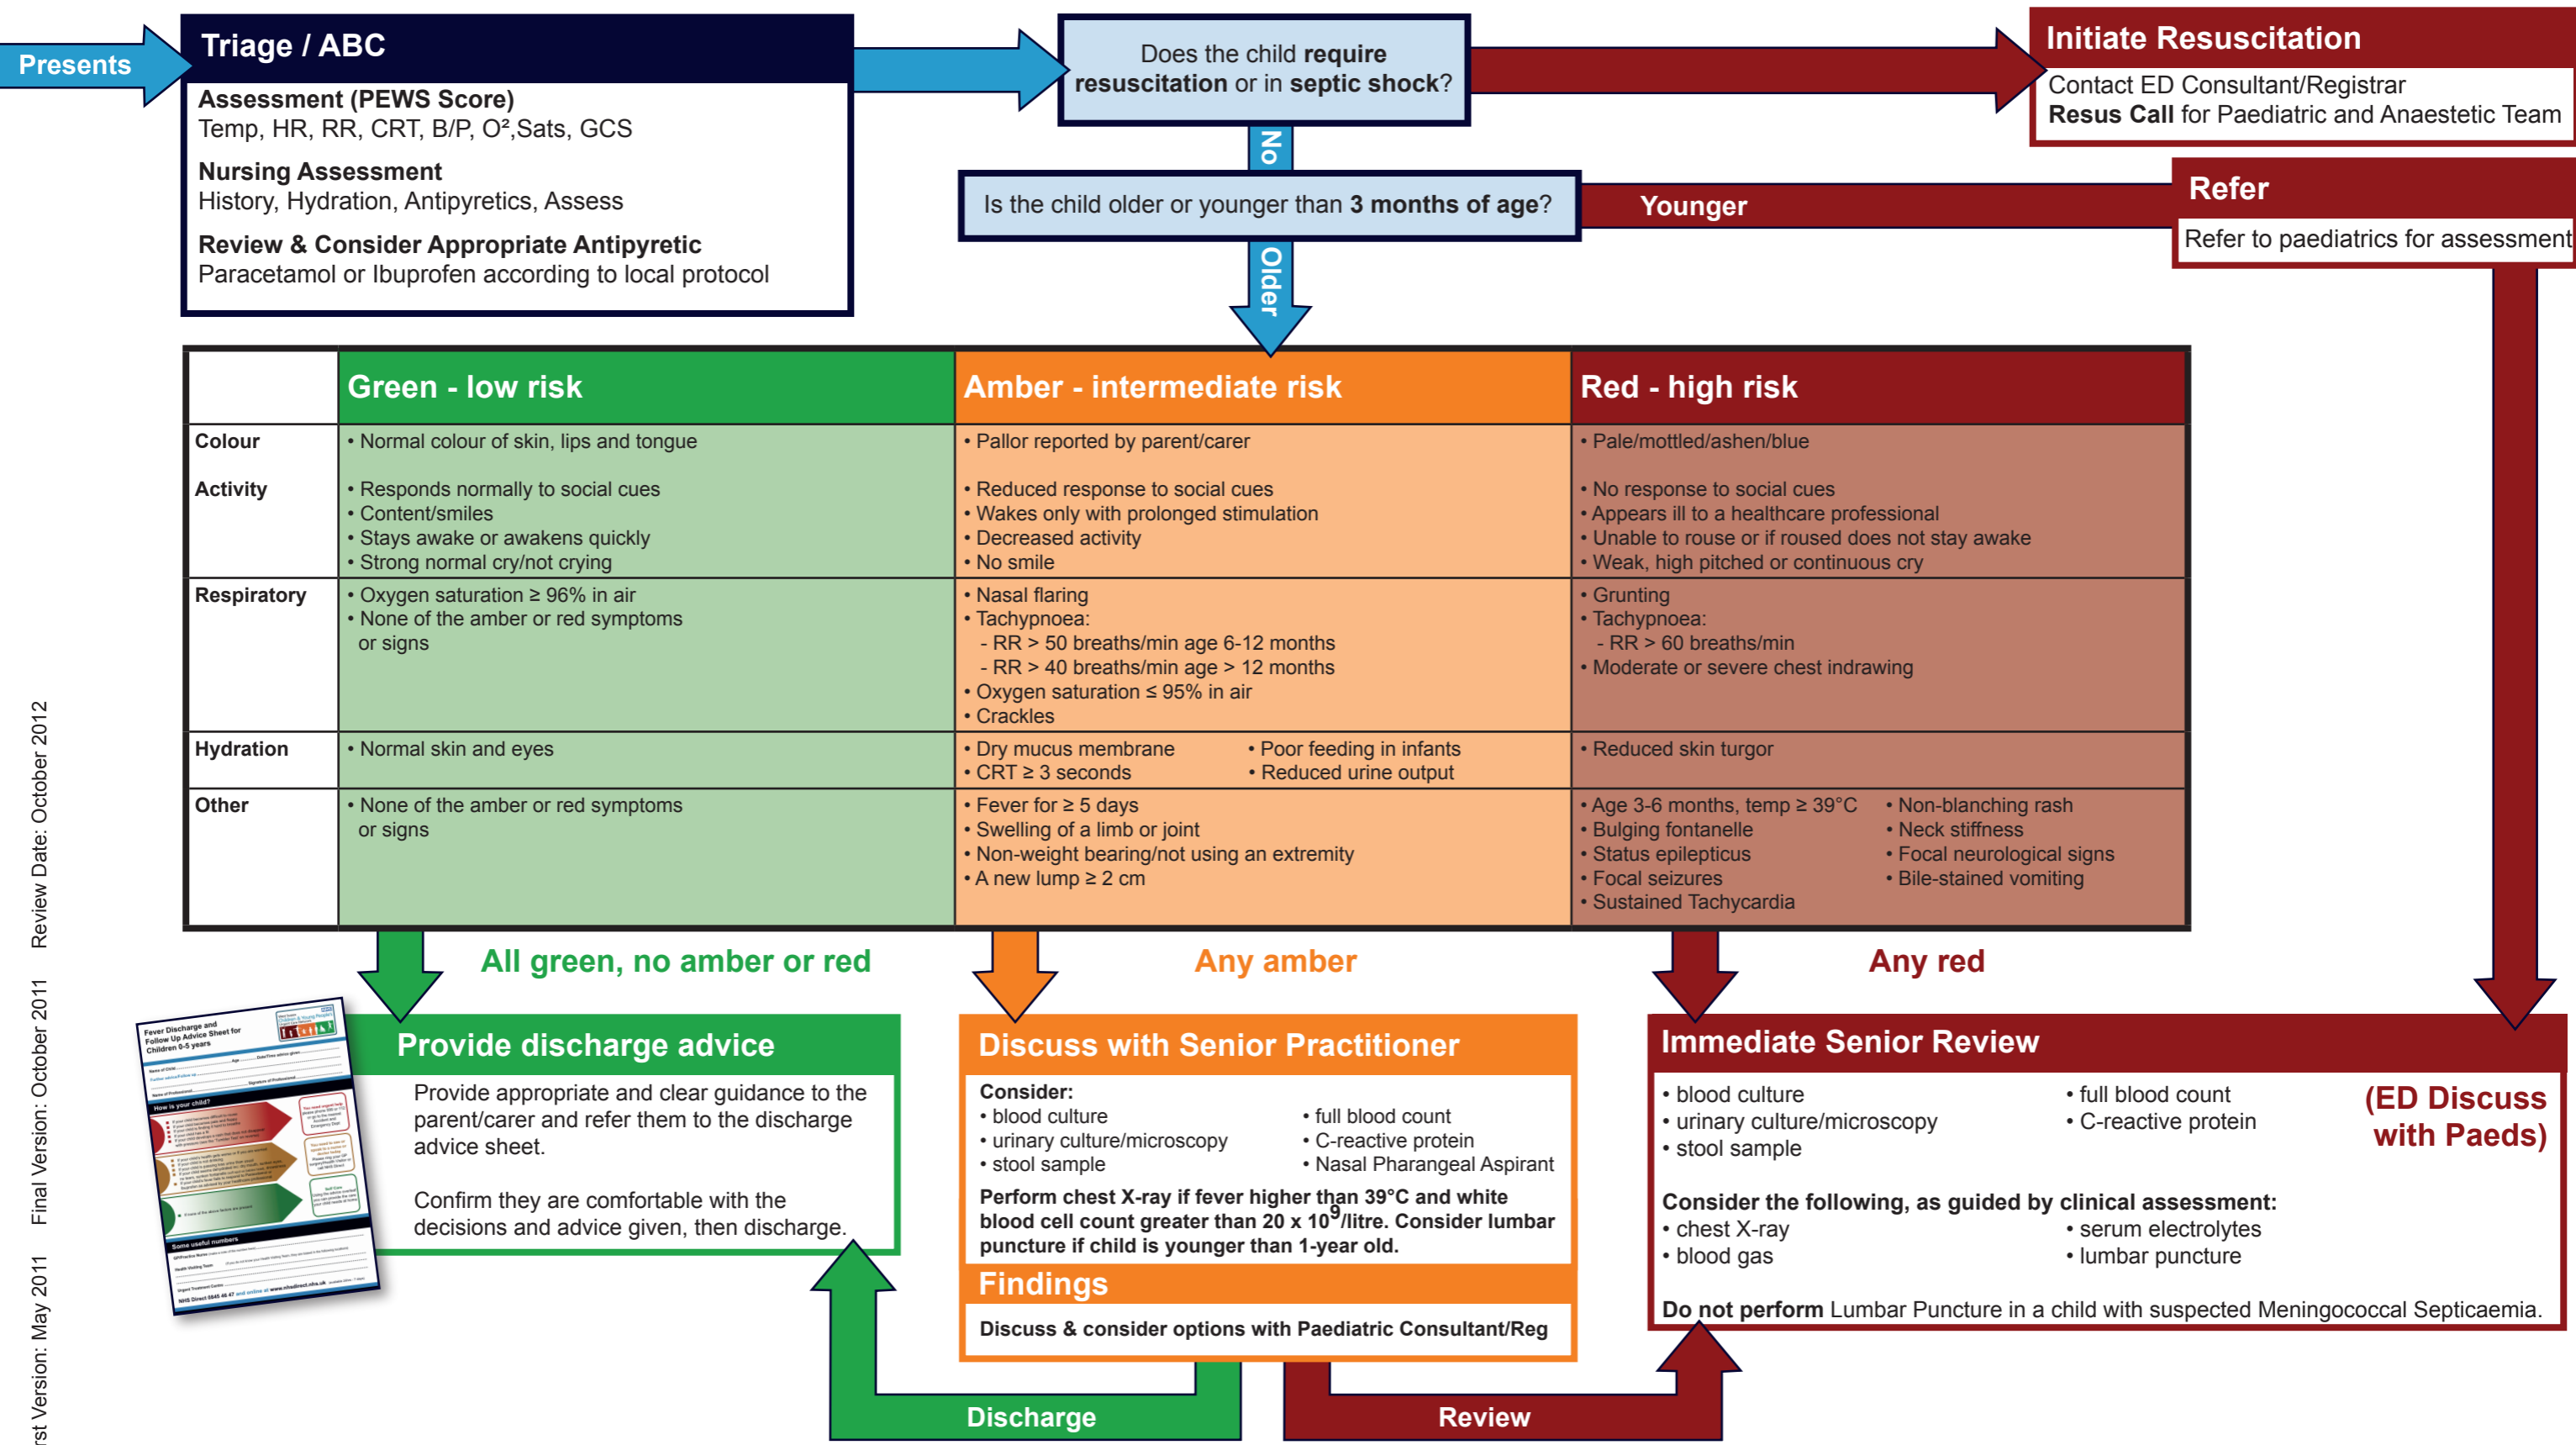 Presents
Triage / ABC
Assessment (PEWS Score)
Temp, HR, RR, CRT, B/P, O²,Sats, GCS
Nursing Assessment
History, Hydration, Antipyretics, Assess
Review & Consider Appropriate Antipyretic
Paracetamol or Ibuprofen according to local protocol
Does the child require
resuscitation or in septic shock?
Initiate Resuscitation
Contact ED Consultant/Registrar
Resus Call for Paediatric and Anaestetic Team
No
Is the child older or younger than 3 months of age?
Younger
Refer
Refer to paediatrics for assessment
Older
Green - low risk
Amber - intermediate risk
Red - high risk
Colour
• Normal colour of skin, lips and tongue
• Pallor reported by parent/carer
• Pale/mottled/ashen/blue
Activity
• Responds normally to social cues
• Content/smiles
• Stays awake or awakens quickly
• Strong normal cry/not crying
• Reduced response to social cues
• Wakes only with prolonged stimulation
• Decreased activity
• No smile
• No response to social cues
• Appears ill to a healthcare professional
• Unable to rouse or if roused does not stay awake
• Weak, high pitched or continuous cry
Respiratory
• Oxygen saturation ≥ 96% in air
• None of the amber or red symptoms
or signs
• Nasal flaring
• Tachypnoea:
- RR > 50 breaths/min age 6-12 months
- RR > 40 breaths/min age > 12 months
• Oxygen saturation ≤ 95% in air
• Crackles
• Grunting
• Tachypnoea:
- RR > 60 breaths/min
• Moderate or severe chest indrawing
Hydration
• Normal skin and eyes
• Dry mucus membrane • Poor feeding in infants
• CRT ≥ 3 seconds • Reduced urine output
• Reduced skin turgor
Other
• None of the amber or red symptoms
or signs
• Fever for ≥ 5 days
• Swelling of a limb or joint
• Non-weight bearing/not using an extremity
• A new lump ≥ 2 cm
• Age 3-6 months, temp ≥ 39°C • Non-blanching rash
• Bulging fontanelle • Neck stiffness
• Status epilepticus • Focal neurological signs
• Focal seizures • Bile-stained vomiting
• Sustained Tachycardia
All green, no amber or red
Any amber
Any red
Fever Discharge and
Follow Up Advice Sheet for
Children 0-5 years
How is your child?
Some useful numbers
NHS Direct 0845 46 47 and online at www.nhsdirect.nhs.uk
Provide discharge advice
Provide appropriate and clear guidance to the
parent/carer and refer them to the discharge
advice sheet.
Confirm they are comfortable with the
decisions and advice given, then discharge.
Discuss with Senior Practitioner
Consider:
• blood culture • full blood count
• urinary culture/microscopy • C-reactive protein
• stool sample • Nasal Pharangeal Aspirant
Perform chest X-ray if fever higher than 39°C and white
blood cell count greater than 20 x 10⁹/litre. Consider lumbar
puncture if child is younger than 1-year old.
Findings
Discuss & consider options with Paediatric Consultant/Reg
Immediate Senior Review
• blood culture • full blood count
• urinary culture/microscopy • C-reactive protein
• stool sample
(ED Discuss
with Paeds)
Consider the following, as guided by clinical assessment:
• chest X-ray • serum electrolytes
• blood gas • lumbar puncture
Do not perform Lumbar Puncture in a child with suspected Meningococcal Septicaemia.
Discharge
Review
rst Version: May 2011 Final Version: October 2011 Review Date: October 2012